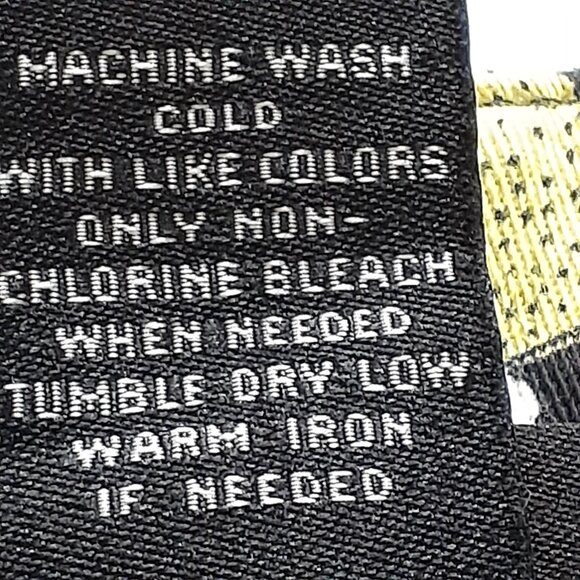 MACHINE WASH
COLD
WITH LIKE COLORS
ONLY NON-
CHLORINE BLEACH
WHEN NEEDED
TUMBLE DRY LOW
WARM IRON
IF NEEDED